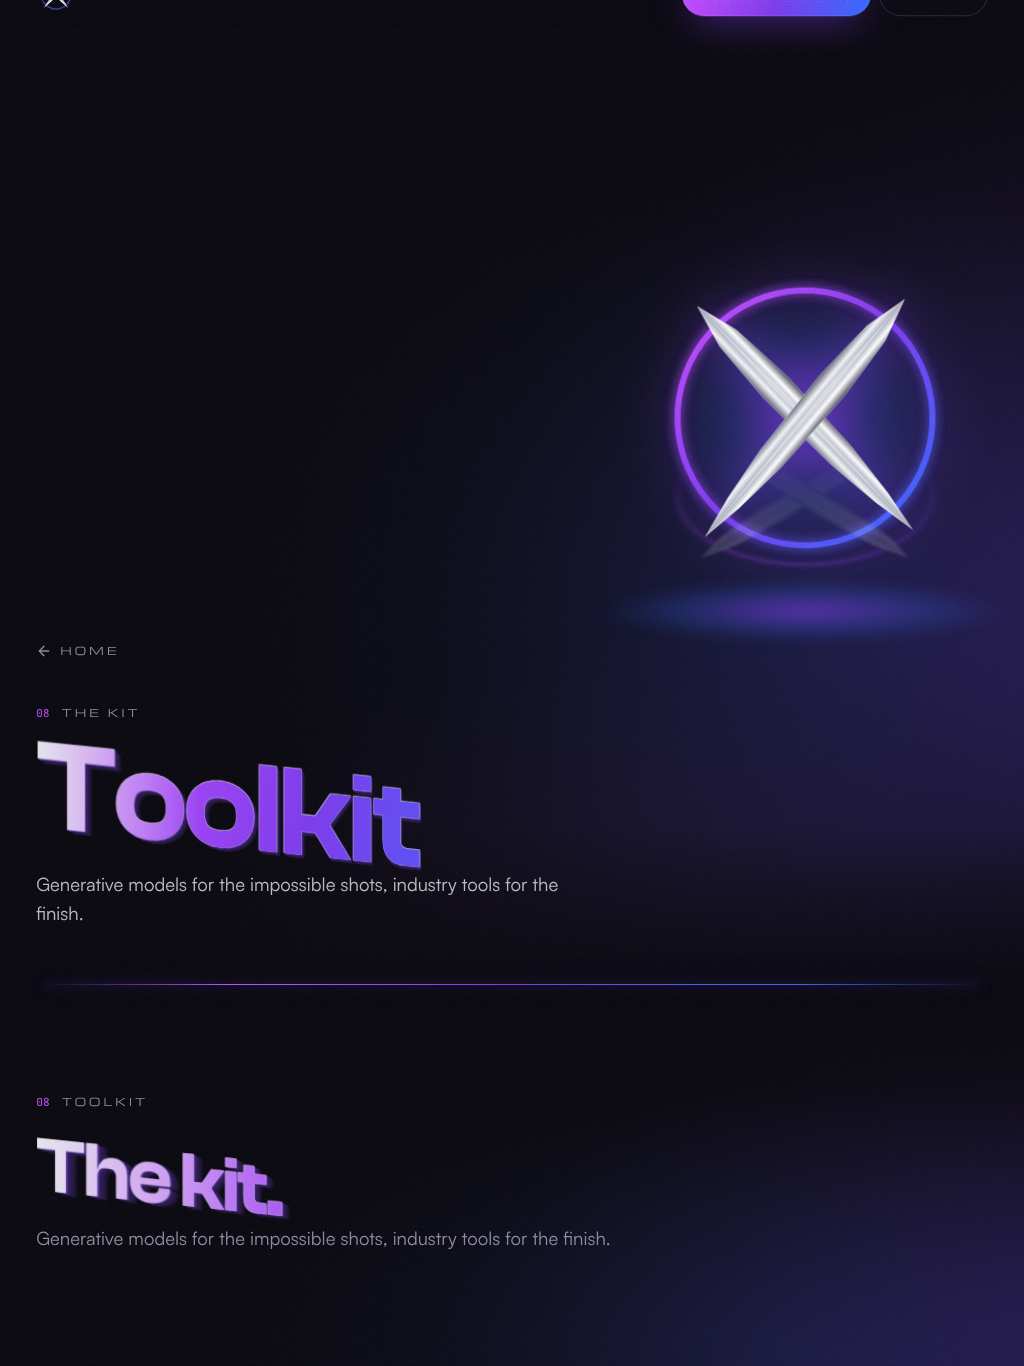 ← HOME
08 THE KIT
Toolkit
Generative models for the impossible shots, industry tools for the
finish.
08 TOOLKIT
The kit.
Generative models for the impossible shots, industry tools for the finish.